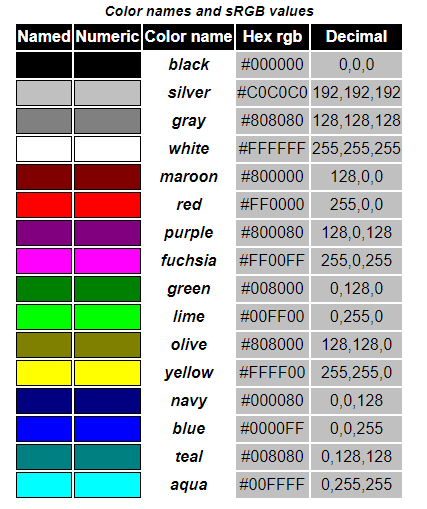 Color names and sRGB values
Named Numeric Color name Hex rgb Decimal
black #000000 0,0,0
silver #C0C0C0 192,192,192
gray #808080 128,128,128
white #FFFFFF 255,255,255
maroon #800000 128,0,0
red #FF0000 255,0,0
purple #800080 128,0,128
fuchsia #FF00FF 255,0,255
green #008000 0,128,0
lime #00FF00 0,255,0
olive #808000 128,128,0
yellow #FFFF00 255,255,0
navy #000080 0,0,128
blue #0000FF 0,0,255
teal #008080 0,128,128
aqua #00FFFF 0,255,255